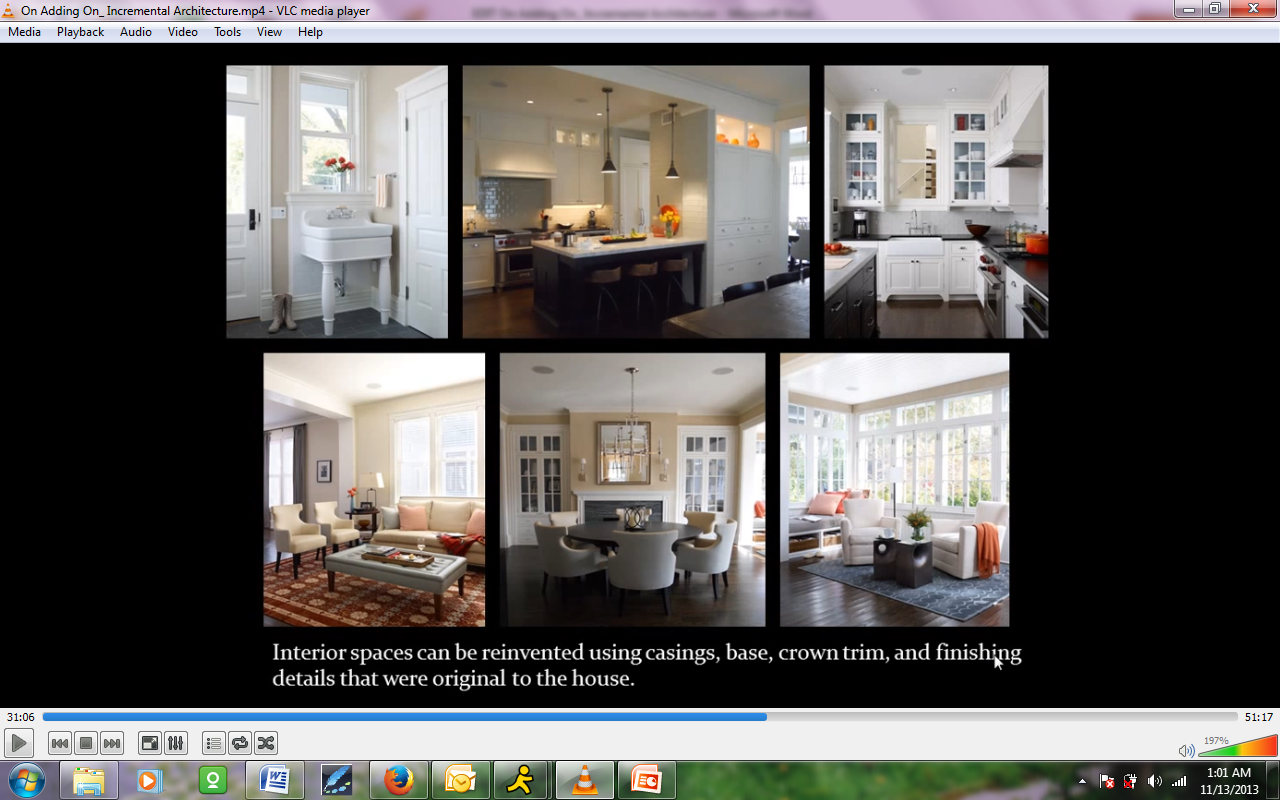 On Adding On_ Incremental Architecture.mp4 - VLC media player
Media Playback Audio Video Tools View Help
Interior spaces can be reinvented using casings, base, crown trim, and finishing
details that were original to the house.
31:06 51:17
197%
1:01 AM
11/13/2013